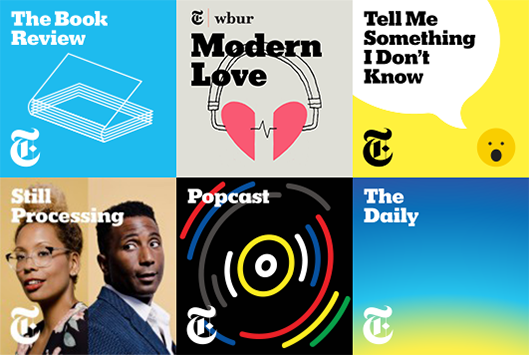 The Book
Review
T
T | wbur
Modern
Love
Tell Me
Something
I Don't
Know
T
Still
Processing
T
Popcast
T
The
Daily
T